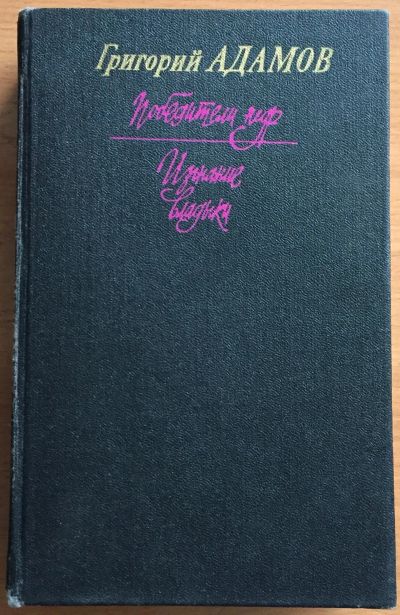 Григорий АДАМОВ
Победители недр
Изгнание
владыки